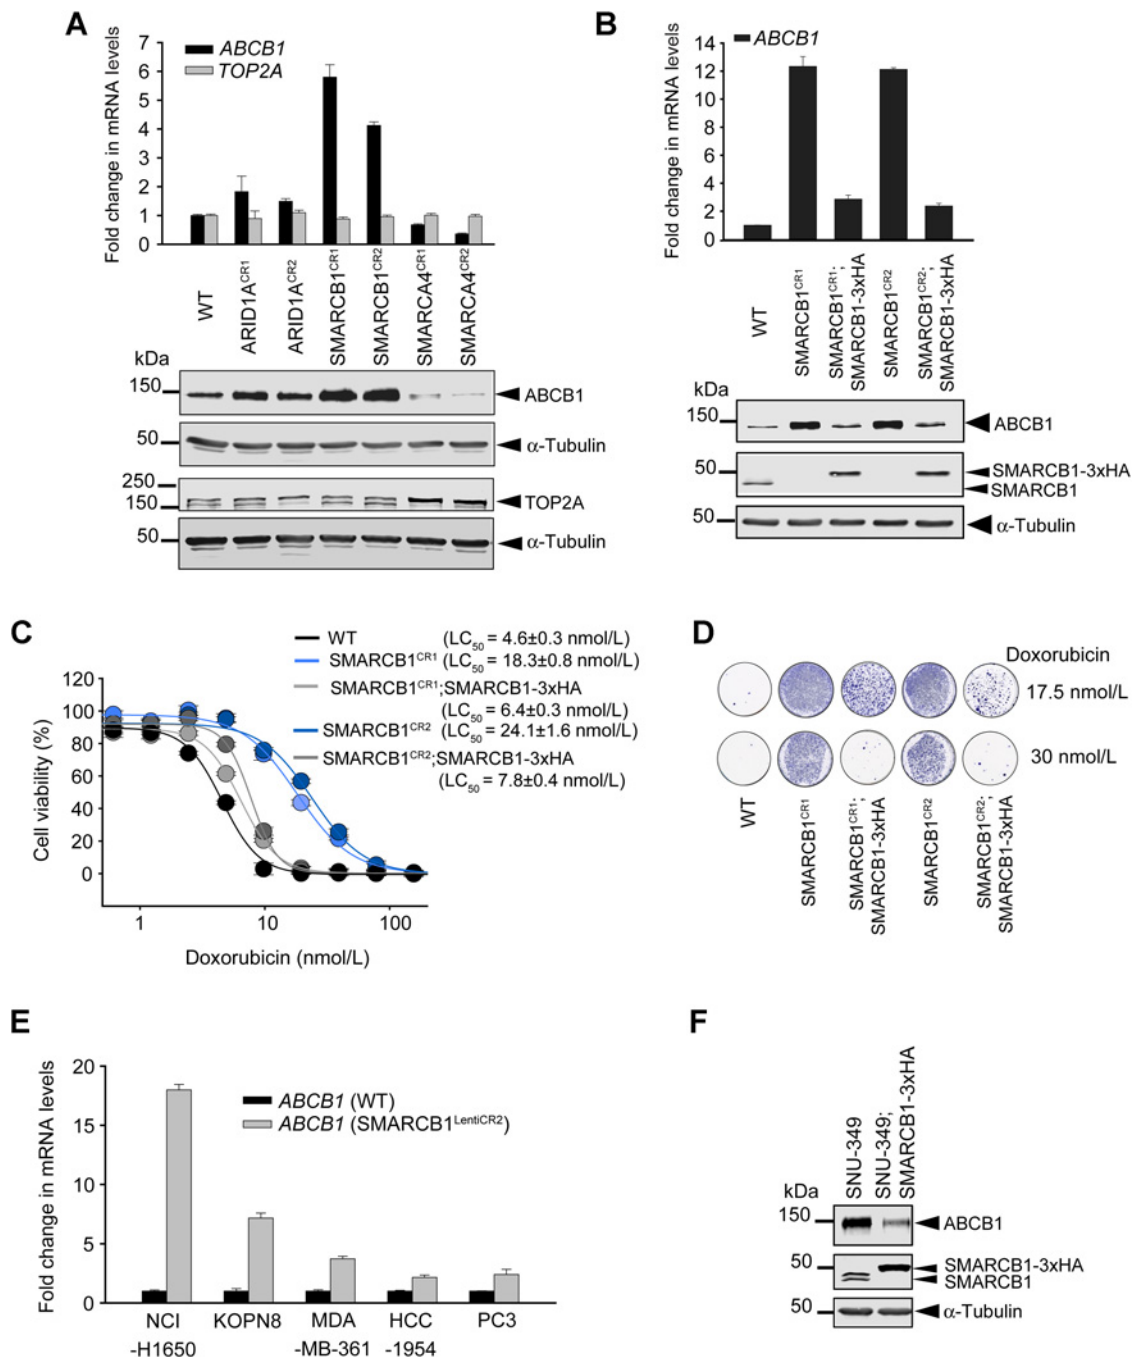 A
Fold change in mRNA levels
7
6
5
4
3
2
1
0
ABCB1
TOP2A
WT
ARID1A^CR1
ARID1A^CR2
SMARCB1^CR1
SMARCB1^CR2
SMARCA4^CR1
SMARCA4^CR2
kDa
150
ABCB1
50
α-Tubulin
250
150
TOP2A
50
α-Tubulin
B
Fold change in mRNA levels
14
12
10
8
6
4
2
0
ABCB1
WT
SMARCB1^CR1
SMARCB1^CR1;
SMARCB1-3xHA
SMARCB1^CR2
SMARCB1^CR2;
SMARCB1-3xHA
kDa
150
ABCB1
50
SMARCB1-3xHA
SMARCB1
50
α-Tubulin
C
WT (LC50 = 4.6±0.3 nmol/L)
SMARCB1^CR1 (LC50 = 18.3±0.8 nmol/L)
SMARCB1^CR1;SMARCB1-3xHA
(LC50 = 6.4±0.3 nmol/L)
SMARCB1^CR2 (LC50 = 24.1±1.6 nmol/L)
SMARCB1^CR2;SMARCB1-3xHA
(LC50 = 7.8±0.4 nmol/L)
Cell viability (%)
120
100
80
60
40
20
0
1 10 100
Doxorubicin (nmol/L)
D
Doxorubicin
17.5 nmol/L
30 nmol/L
WT
SMARCB1^CR1
SMARCB1^CR1;
SMARCB1-3xHA
SMARCB1^CR2
SMARCB1^CR2;
SMARCB1-3xHA
E
Fold change in mRNA levels
20
15
10
5
0
ABCB1 (WT)
ABCB1 (SMARCB1^LentiCR2)
NCI KOPN8 MDA HCC PC3
-H1650 -MB-361 -1954
F
SNU-349
SNU-349;
SMARCB1-3xHA
kDa
150
ABCB1
50
SMARCB1-3xHA
SMARCB1
50
α-Tubulin